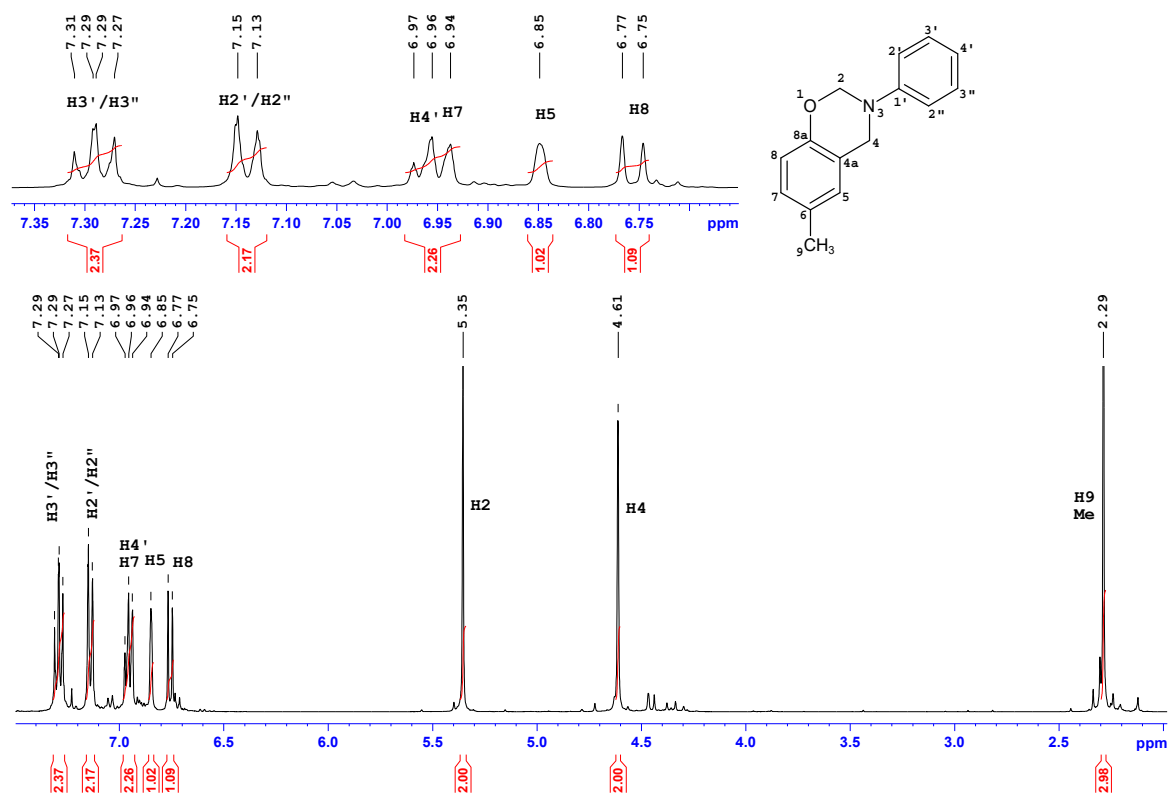 7.31 7.29 7.29 7.27 7.15 7.13 6.97 6.96 6.94 6.85 6.77 6.75
H3'/H3" H2'/H2" H4' H7 H5 H8
7.35 7.30 7.25 7.20 7.15 7.10 7.05 7.00 6.95 6.90 6.85 6.80 6.75 ppm
2.37 2.17 2.26 1.02 1.09
3'
2' 4'
2
1 O N 3 1' 3"
8a 2"
8 4
4a
7 5
6
9 CH3
7.29 7.29 7.27 7.15 7.13 6.97 6.96 6.94 6.85 6.77 6.75 5.35 4.61 2.29
H3'/H3" H2'/H2" H4' H7 H5 H8 H2 H4 H9 Me
7.0 6.5 6.0 5.5 5.0 4.5 4.0 3.5 3.0 2.5 ppm
2.37 2.17 2.26 1.02 1.09 2.00 2.00 2.98